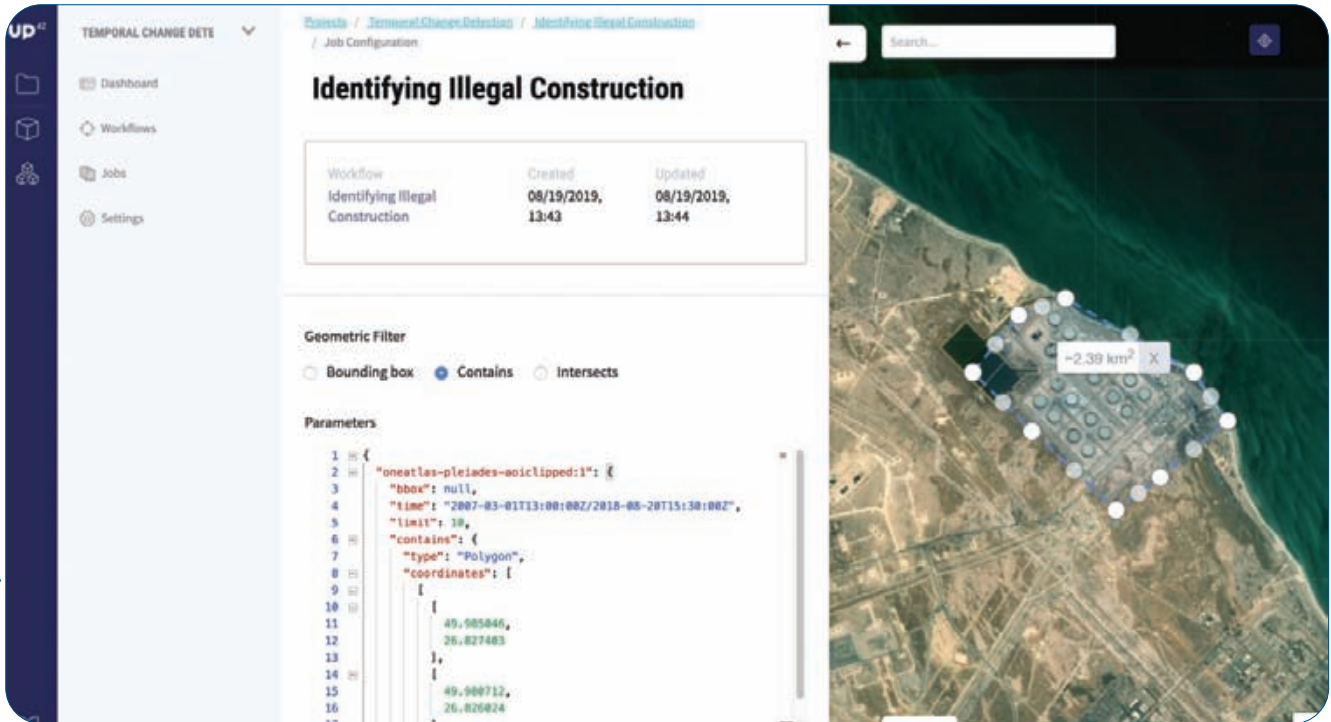 up42
TEMPORAL CHANGE DETE
Dashboard
Workflows
Jobs
Settings
Projects / Temporal Change Detection / Identifying Illegal Construction
/ Job Configuration
Identifying Illegal Construction
Workflow
Identifying Illegal
Construction
Created
08/19/2019,
13:43
Updated
08/19/2019,
13:44
Geometric Filter
Bounding box
Contains
Intersects
Parameters
1 {
2 "oneatlas-pleiades-aoiclipped:1": {
3 "bbox": null,
4 "time": "2007-03-01T13:00:00Z/2018-08-20T15:30:00Z",
5 "limit": 10,
6 "contains": {
7 "type": "Polygon",
8 "coordinates": [
9 [
10 [
11 49.985046,
12 26.827403
13 ],
14 [
15 49.980712,
16 26.826024
← Search...
~2.39 km²  X